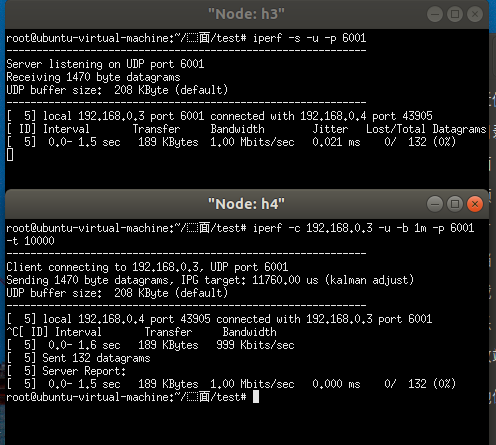 "Node: h3"
root@ubuntu-virtual-machine:~/桌面/test# iperf -s -u -p 6001
------------------------------------------------------------
Server listening on UDP port 6001
Receiving 1470 byte datagrams
UDP buffer size:  208 KByte (default)
------------------------------------------------------------
[  5] local 192.168.0.3 port 6001 connected with 192.168.0.4 port 43905
[ ID] Interval       Transfer     Bandwidth        Jitter   Lost/Total Datagrams
[  5]  0.0- 1.5 sec   189 KBytes  1.00 Mbits/sec   0.021 ms    0/  132 (0%)
"Node: h4"
root@ubuntu-virtual-machine:~/桌面/test# iperf -c 192.168.0.3 -u -b 1m -p 6001
-t 10000
------------------------------------------------------------
Client connecting to 192.168.0.3, UDP port 6001
Sending 1470 byte datagrams, IPG target: 11760.00 us (kalman adjust)
UDP buffer size:  208 KByte (default)
------------------------------------------------------------
[  5] local 192.168.0.4 port 43905 connected with 192.168.0.3 port 6001
^C[ ID] Interval       Transfer     Bandwidth
[  5]  0.0- 1.6 sec   189 KBytes   999 Kbits/sec
[  5] Sent 132 datagrams
[  5] Server Report:
[  5]  0.0- 1.5 sec   189 KBytes  1.00 Mbits/sec   0.000 ms    0/  132 (0%)
root@ubuntu-virtual-machine:~/桌面/test#